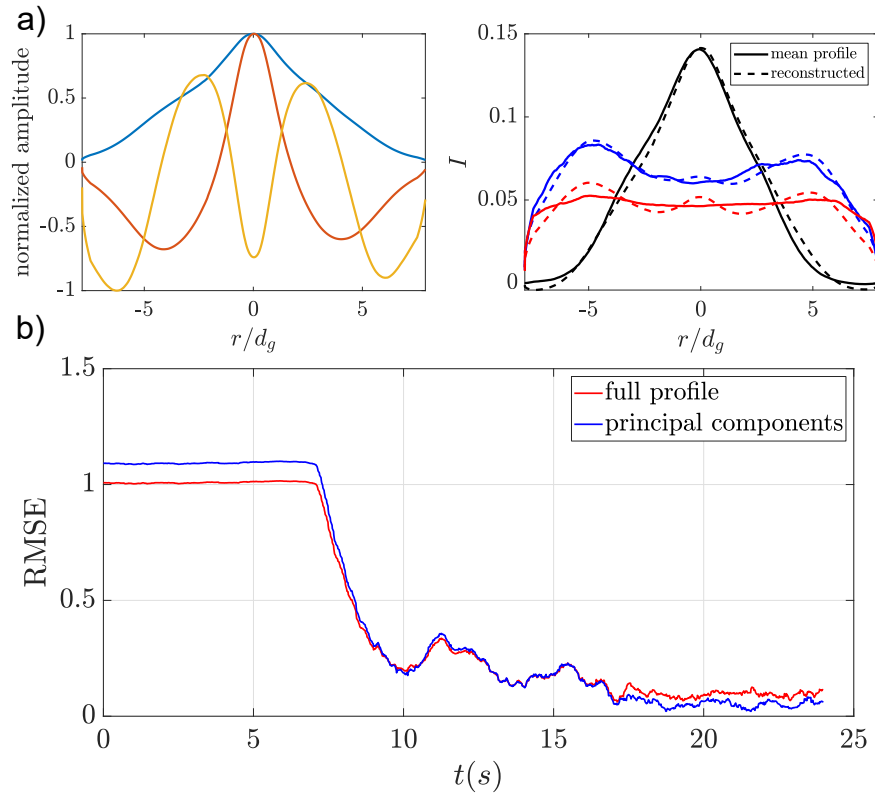 a)
normalized amplitude
1
0.5
0
-0.5
-1
-5
0
5
r/d_g
I
0.15
0.1
0.05
0
-5
0
5
r/d_g
mean profile
reconstructed
b)
RMSE
1.5
1
0.5
0
0
5
10
15
20
25
t(s)
full profile
principal components